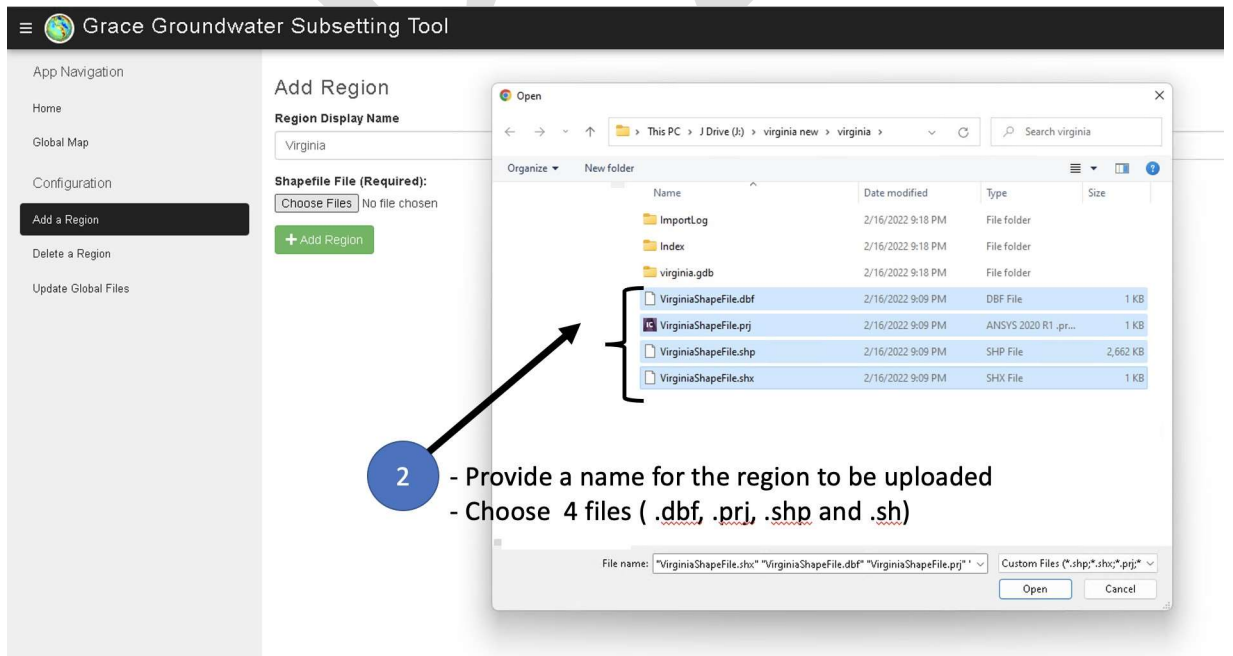 ≡ Grace Groundwater Subsetting Tool
App Navigation
Home
Global Map
Configuration
Add a Region
Delete a Region
Update Global Files
Add Region
Region Display Name
Virginia
Shapefile File (Required):
Choose Files No file chosen
+ Add Region
Open
This PC > J Drive (J:) > virginia new > virginia >
Search virginia
Organize New folder
Name Date modified Type Size
ImportLog 2/16/2022 9:18 PM File folder
Index 2/16/2022 9:18 PM File folder
virginia.gdb 2/16/2022 9:18 PM File folder
VirginiaShapeFile.dbf 2/16/2022 9:09 PM DBF File 1 KB
VirginiaShapeFile.prj 2/16/2022 9:09 PM ANSYS 2020 R1 .pr... 1 KB
VirginiaShapeFile.shp 2/16/2022 9:09 PM SHP File 2,662 KB
VirginiaShapeFile.shx 2/16/2022 9:09 PM SHX File 1 KB
2
- Provide a name for the region to be uploaded
- Choose 4 files ( .dbf, .prj, .shp and .sh)
File name: "VirginiaShapeFile.shx" "VirginiaShapeFile.dbf" "VirginiaShapeFile.prj" ' Custom Files (*.shp;*.shx;*.prj;*
Open Cancel